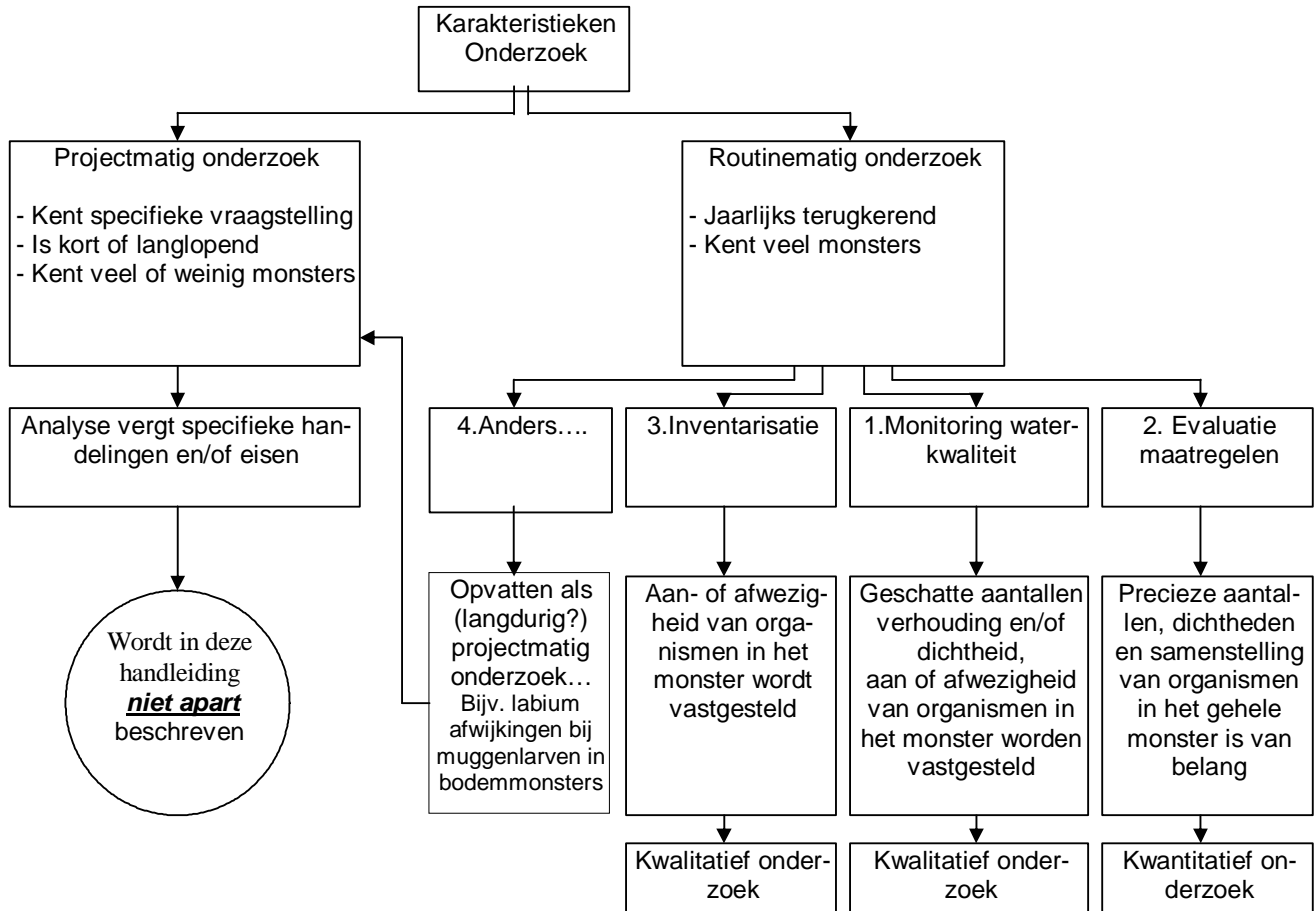 Karakteristieken
Onderzoek
Projectmatig onderzoek
- Kent specifieke vraagstelling
- Is kort of langlopend
- Kent veel of weinig monsters
Routinematig onderzoek
- Jaarlijks terugkerend
- Kent veel monsters
Analyse vergt specifieke han-
delingen en/of eisen
4.Anders….
3.Inventarisatie
1.Monitoring water-
kwaliteit
2. Evaluatie
maatregelen
Wordt in deze
handleiding
niet apart
beschreven
Opvatten als
(langdurig?)
projectmatig
onderzoek…
Bijv. labium
afwijkingen bij
muggenlarven in
bodemmonsters
Aan- of afwezig-
heid van orga-
nismen in het
monster wordt
vastgesteld
Geschatte aantallen
verhouding en/of
dichtheid,
aan of afwezigheid
van organismen in
het monster worden
vastgesteld
Precieze aantal-
len, dichtheden
en samenstelling
van organismen
in het gehele
monster is van
belang
Kwalitatief onder-
zoek
Kwalitatief onder-
zoek
Kwantitatief on-
derzoek